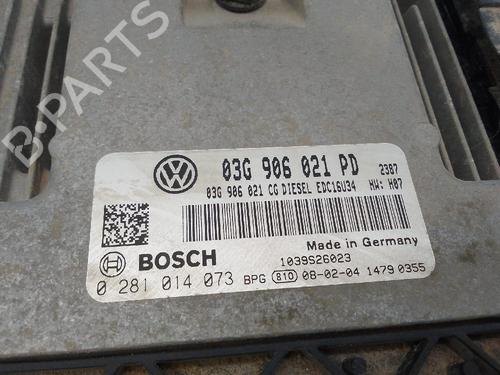 B-PARTS
VW
03G 906 021 PD 2387
03G 906 021 CG DIESEL EDC16U34 HW: H07
Made in Germany
BOSCH 1039S26023
0 281 014 073 BPG 810 08-02-04 1479 0355